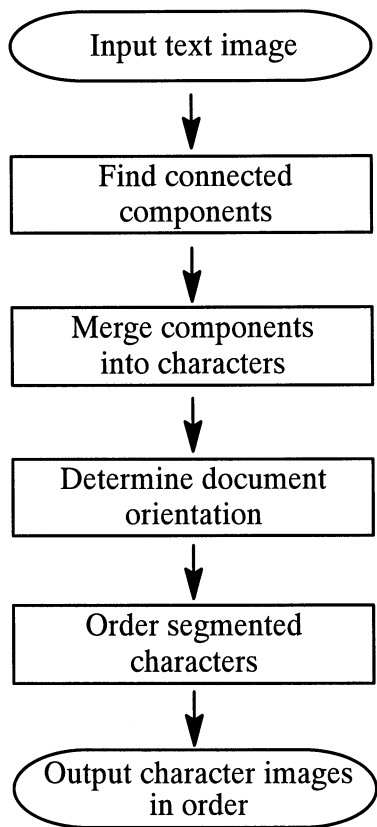 Input text image
Find connected
components
Merge components
into characters
Determine document
orientation
Order segmented
characters
Output character images
in order